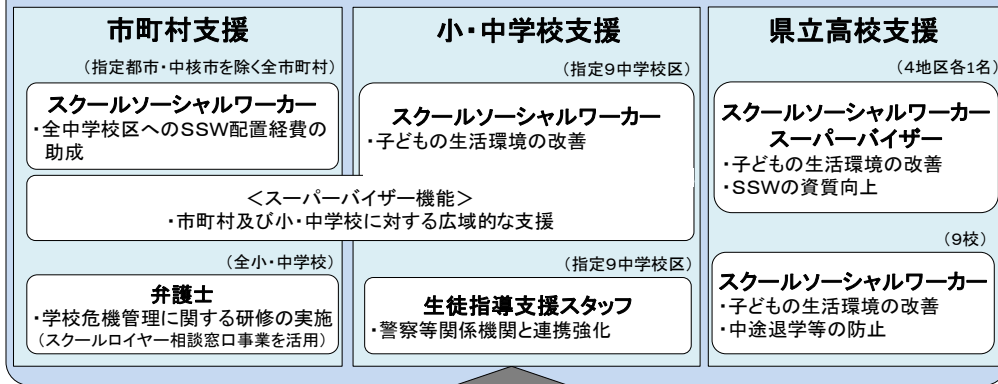 市町村支援
(指定都市・中核市を除く全市町村)
スクールソーシャルワーカー
・全中学校区へのSSW配置経費の
助成
小・中学校支援
(指定9中学校区)
スクールソーシャルワーカー
・子どもの生活環境の改善
<スーパーバイザー機能>
・市町村及び小・中学校に対する広域的な支援
(全小・中学校)
弁護士
・学校危機管理に関する研修の実施
(スクールロイヤー相談窓口事業を活用)
(指定9中学校区)
生徒指導支援スタッフ
・警察等関係機関と連携強化
県立高校支援
(4地区各1名)
スクールソーシャルワーカー
スーパーバイザー
・子どもの生活環境の改善
・SSWの資質向上
(9校)
スクールソーシャルワーカー
・子どもの生活環境の改善
・中途退学等の防止